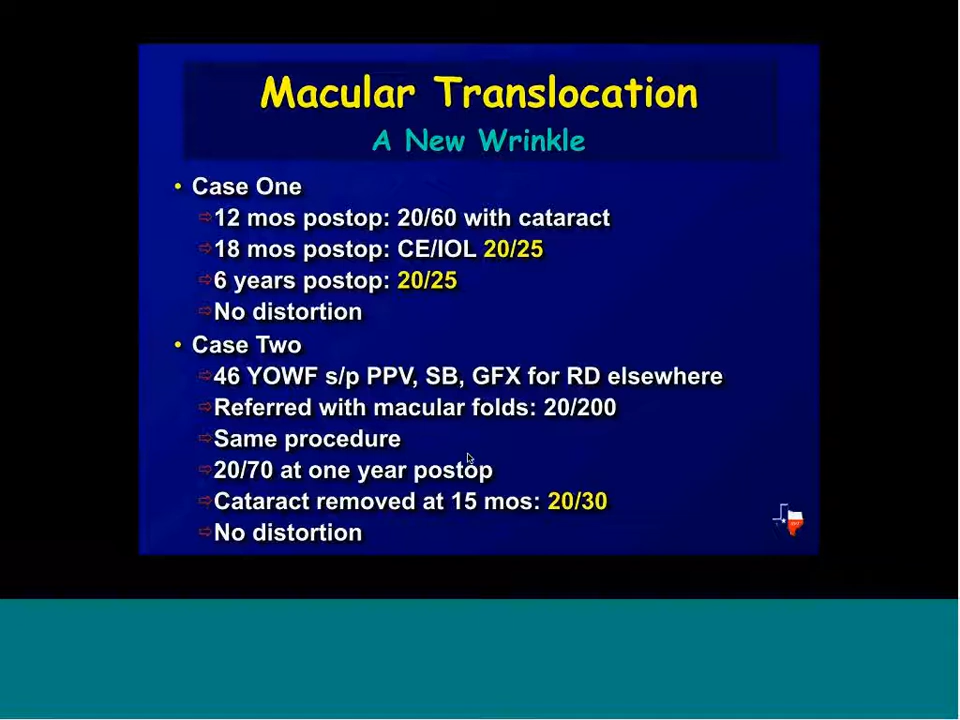 Macular Translocation
A New Wrinkle
• Case One
⇨12 mos postop: 20/60 with cataract
⇨18 mos postop: CE/IOL 20/25
⇨6 years postop: 20/25
⇨No distortion
• Case Two
⇨46 YOWF s/p PPV, SB, GFX for RD elsewhere
⇨Referred with macular folds: 20/200
⇨Same procedure
⇨20/70 at one year postop
⇨Cataract removed at 15 mos: 20/30
⇨No distortion